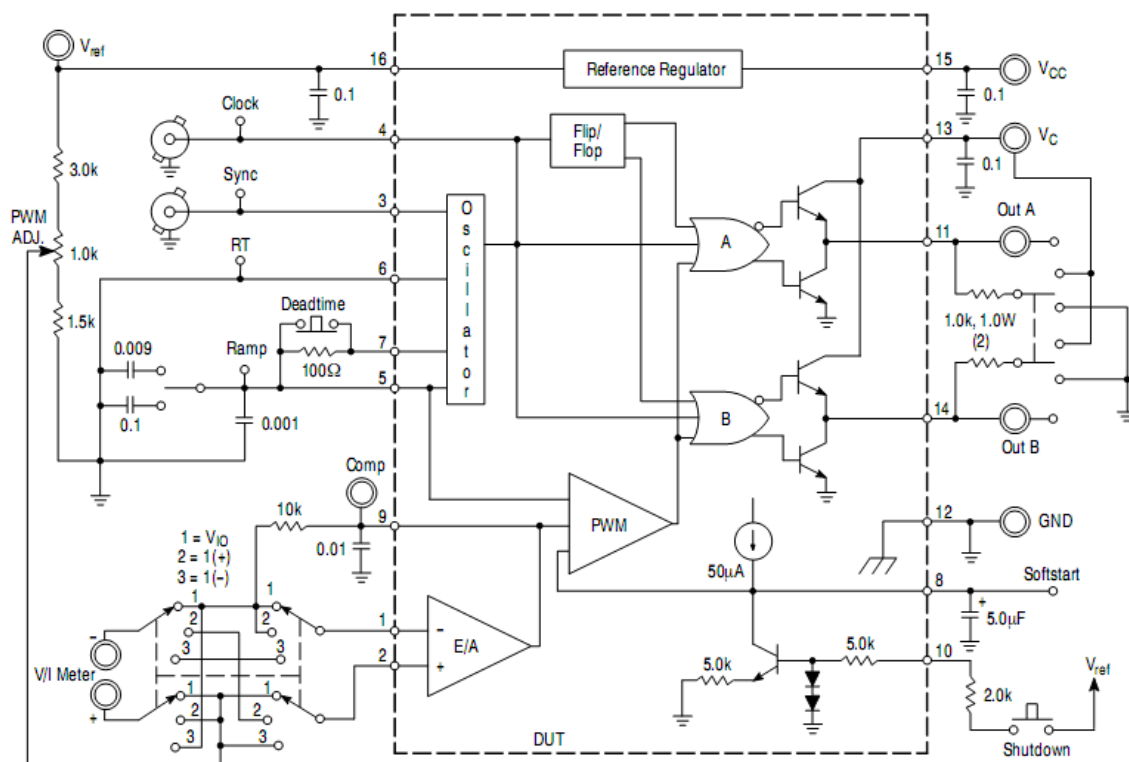 Vref
16
Reference Regulator
15
VCC
0.1
0.1
Clock
4
Flip/
Flop
13
VC
0.1
3.0k
Sync
3
Oscillator
PWM
ADJ.
1.0k
RT
6
A
11
Out A
1.5k
Deadtime
7
100Ω
1.0k, 1.0W
(2)
0.009
Ramp
5
0.1
0.001
B
14
Out B
Comp
10k
9
0.01
PWM
12
GND
1 = VIO
2 = 1(+)
3 = 1(−)
50µA
8
Softstart
+
5.0µF
1
1
2
3
1
−
E/A
2
+
−
V/I Meter
+
1
1
2
2
3
3
5.0k
5.0k
10
2.0k
Vref
Shutdown
DUT